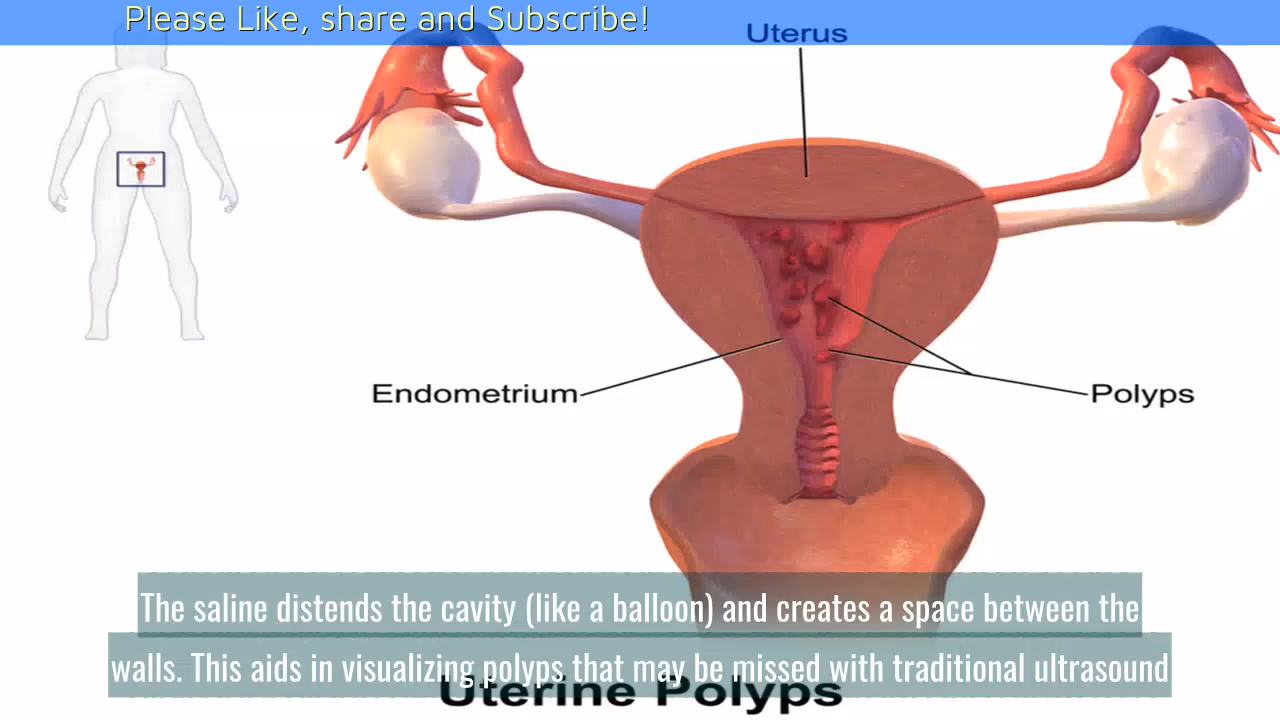 Please Like, share and Subscribe!
Uterus
Endometrium
Polyps
The saline distends the cavity (like a balloon) and creates a space between the
walls. This aids in visualizing polyps that may be missed with traditional ultrasound
Uterine Polyps